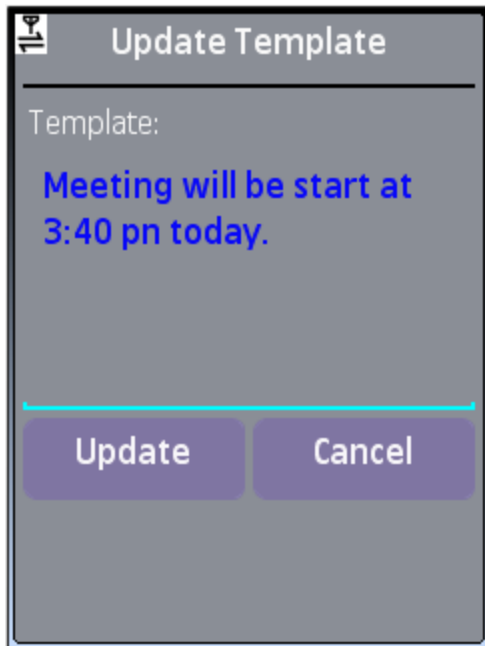 Update Template
Template:
Meeting will be start at
3:40 pn today.
Update Cancel